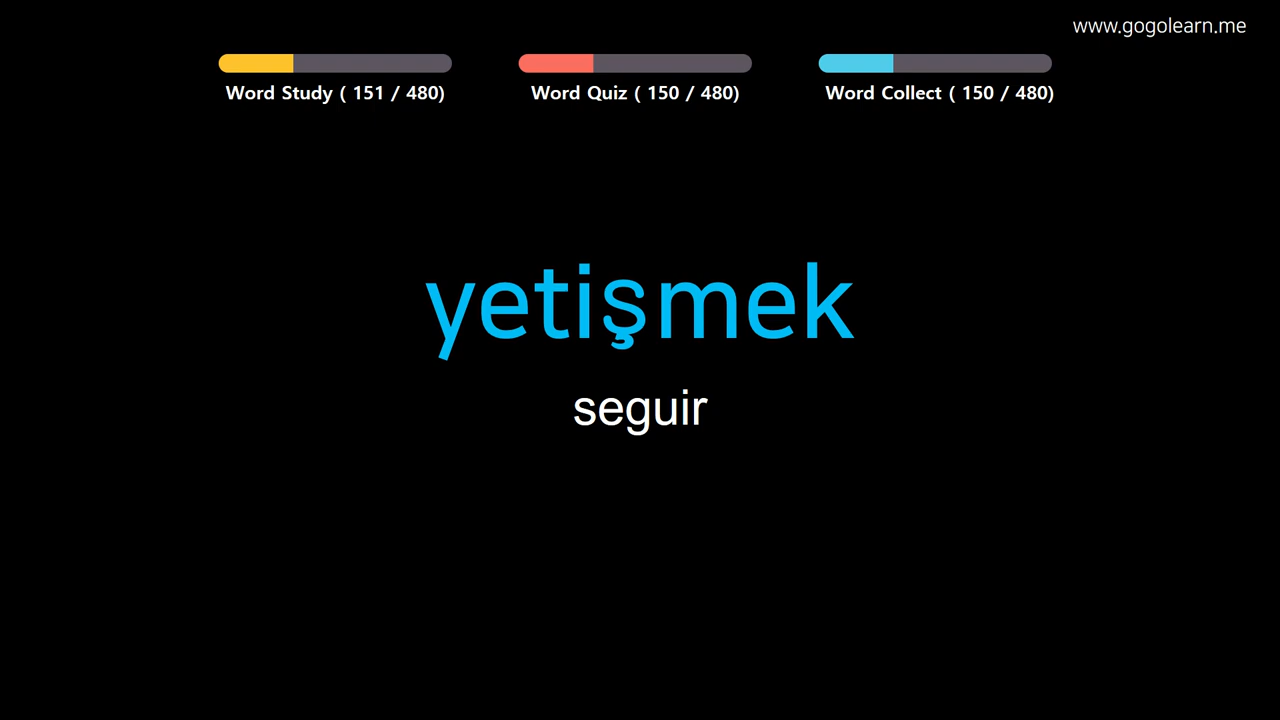 www.gogolearn.me
Word Study ( 151 / 480)
Word Quiz ( 150 / 480)
Word Collect ( 150 / 480)
yetişmek
seguir